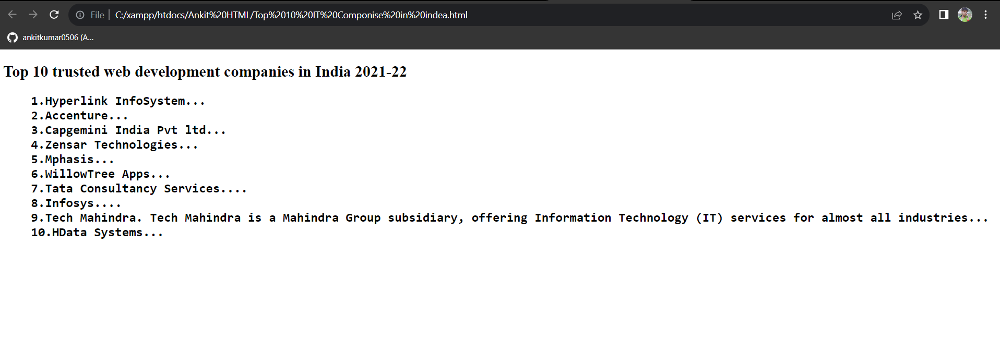 File | C:/xampp/htdocs/Ankit%20HTML/Top%2010%20IT%20Componise%20in%20indea.html
ankitkumar0506 (A...
Top 10 trusted web development companies in India 2021-22
1.Hyperlink InfoSystem...
2.Accenture...
3.Capgemini India Pvt ltd...
4.Zensar Technologies...
5.Mphasis...
6.WillowTree Apps...
7.Tata Consultancy Services....
8.Infosys....
9.Tech Mahindra. Tech Mahindra is a Mahindra Group subsidiary, offering Information Technology (IT) services for almost all industries...
10.HData Systems...